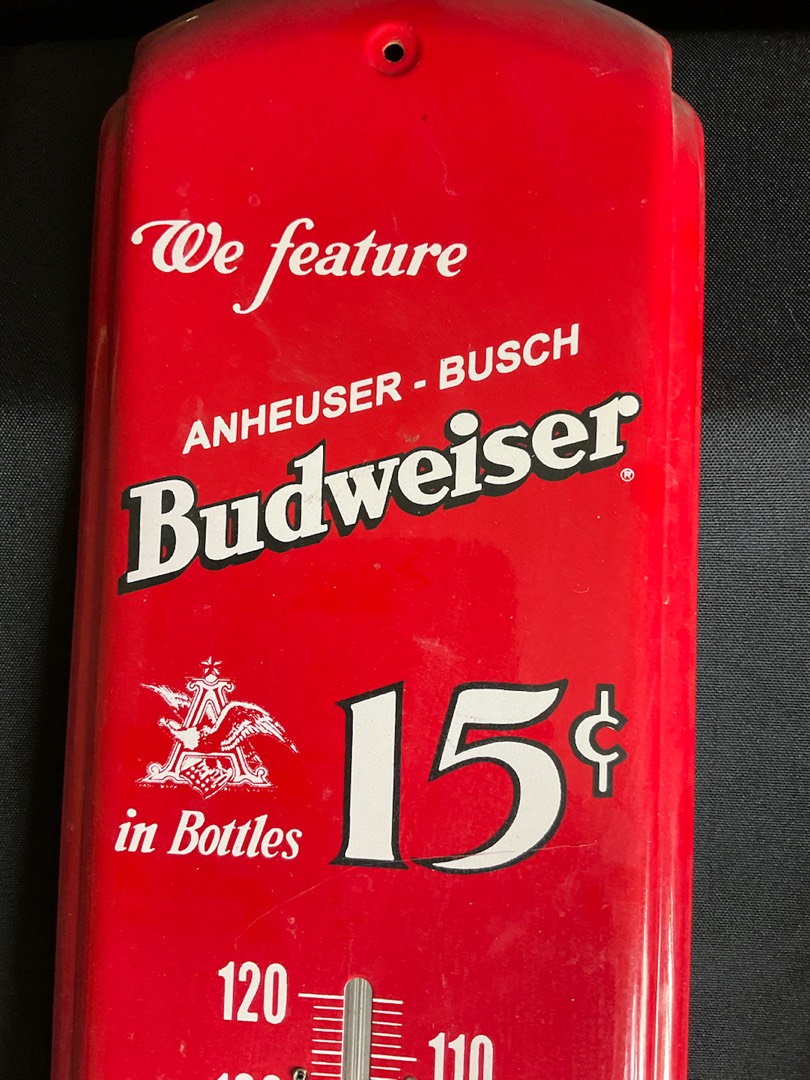 We feature
ANHEUSER - BUSCH
Budweiser®
15¢
in Bottles
120
110